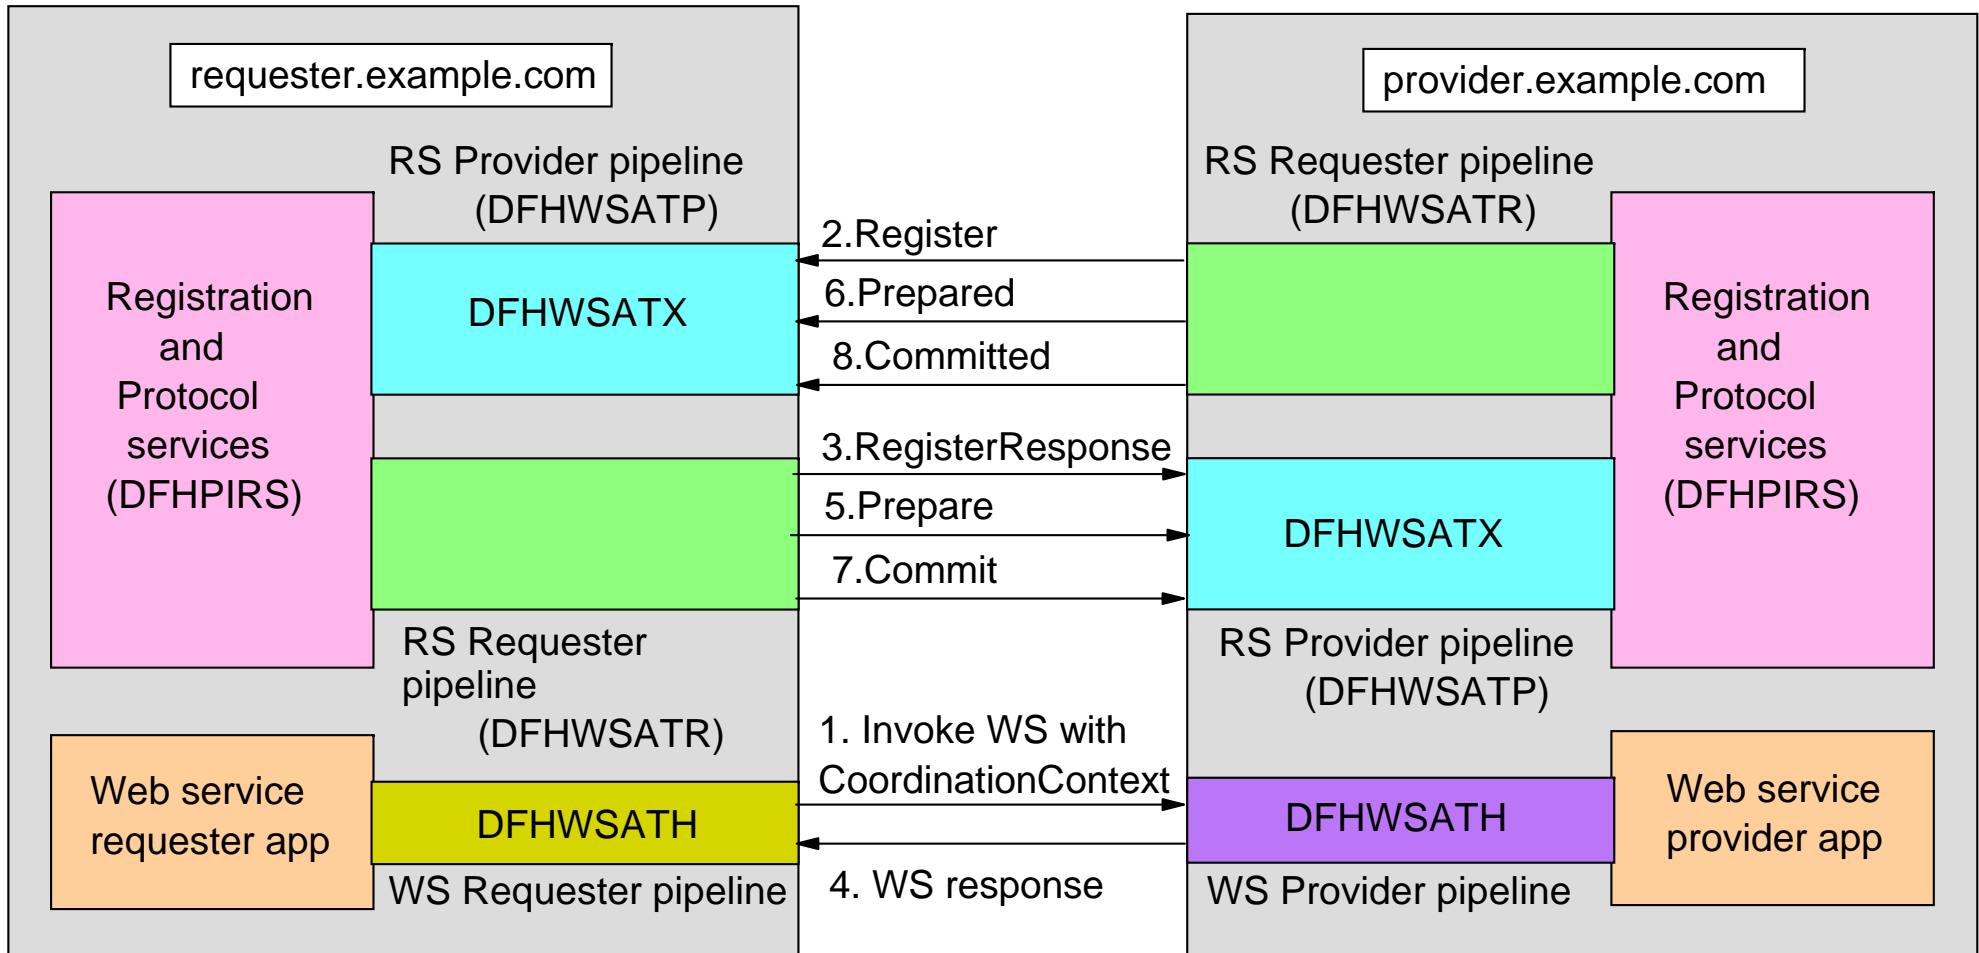 requester.example.com
RS Provider pipeline
(DFHWSATP)
Registration
and
Protocol
services
(DFHPIRS)
DFHWSATX
RS Requester
pipeline
(DFHWSATR)
Web service
requester app
DFHWSATH
WS Requester pipeline
2.Register
6.Prepared
8.Committed
3.RegisterResponse
5.Prepare
7.Commit
1. Invoke WS with
CoordinationContext
4. WS response
provider.example.com
RS Requester pipeline
(DFHWSATR)
Registration
and
Protocol
services
(DFHPIRS)
DFHWSATX
RS Provider pipeline
(DFHWSATP)
DFHWSATH
Web service
provider app
WS Provider pipeline